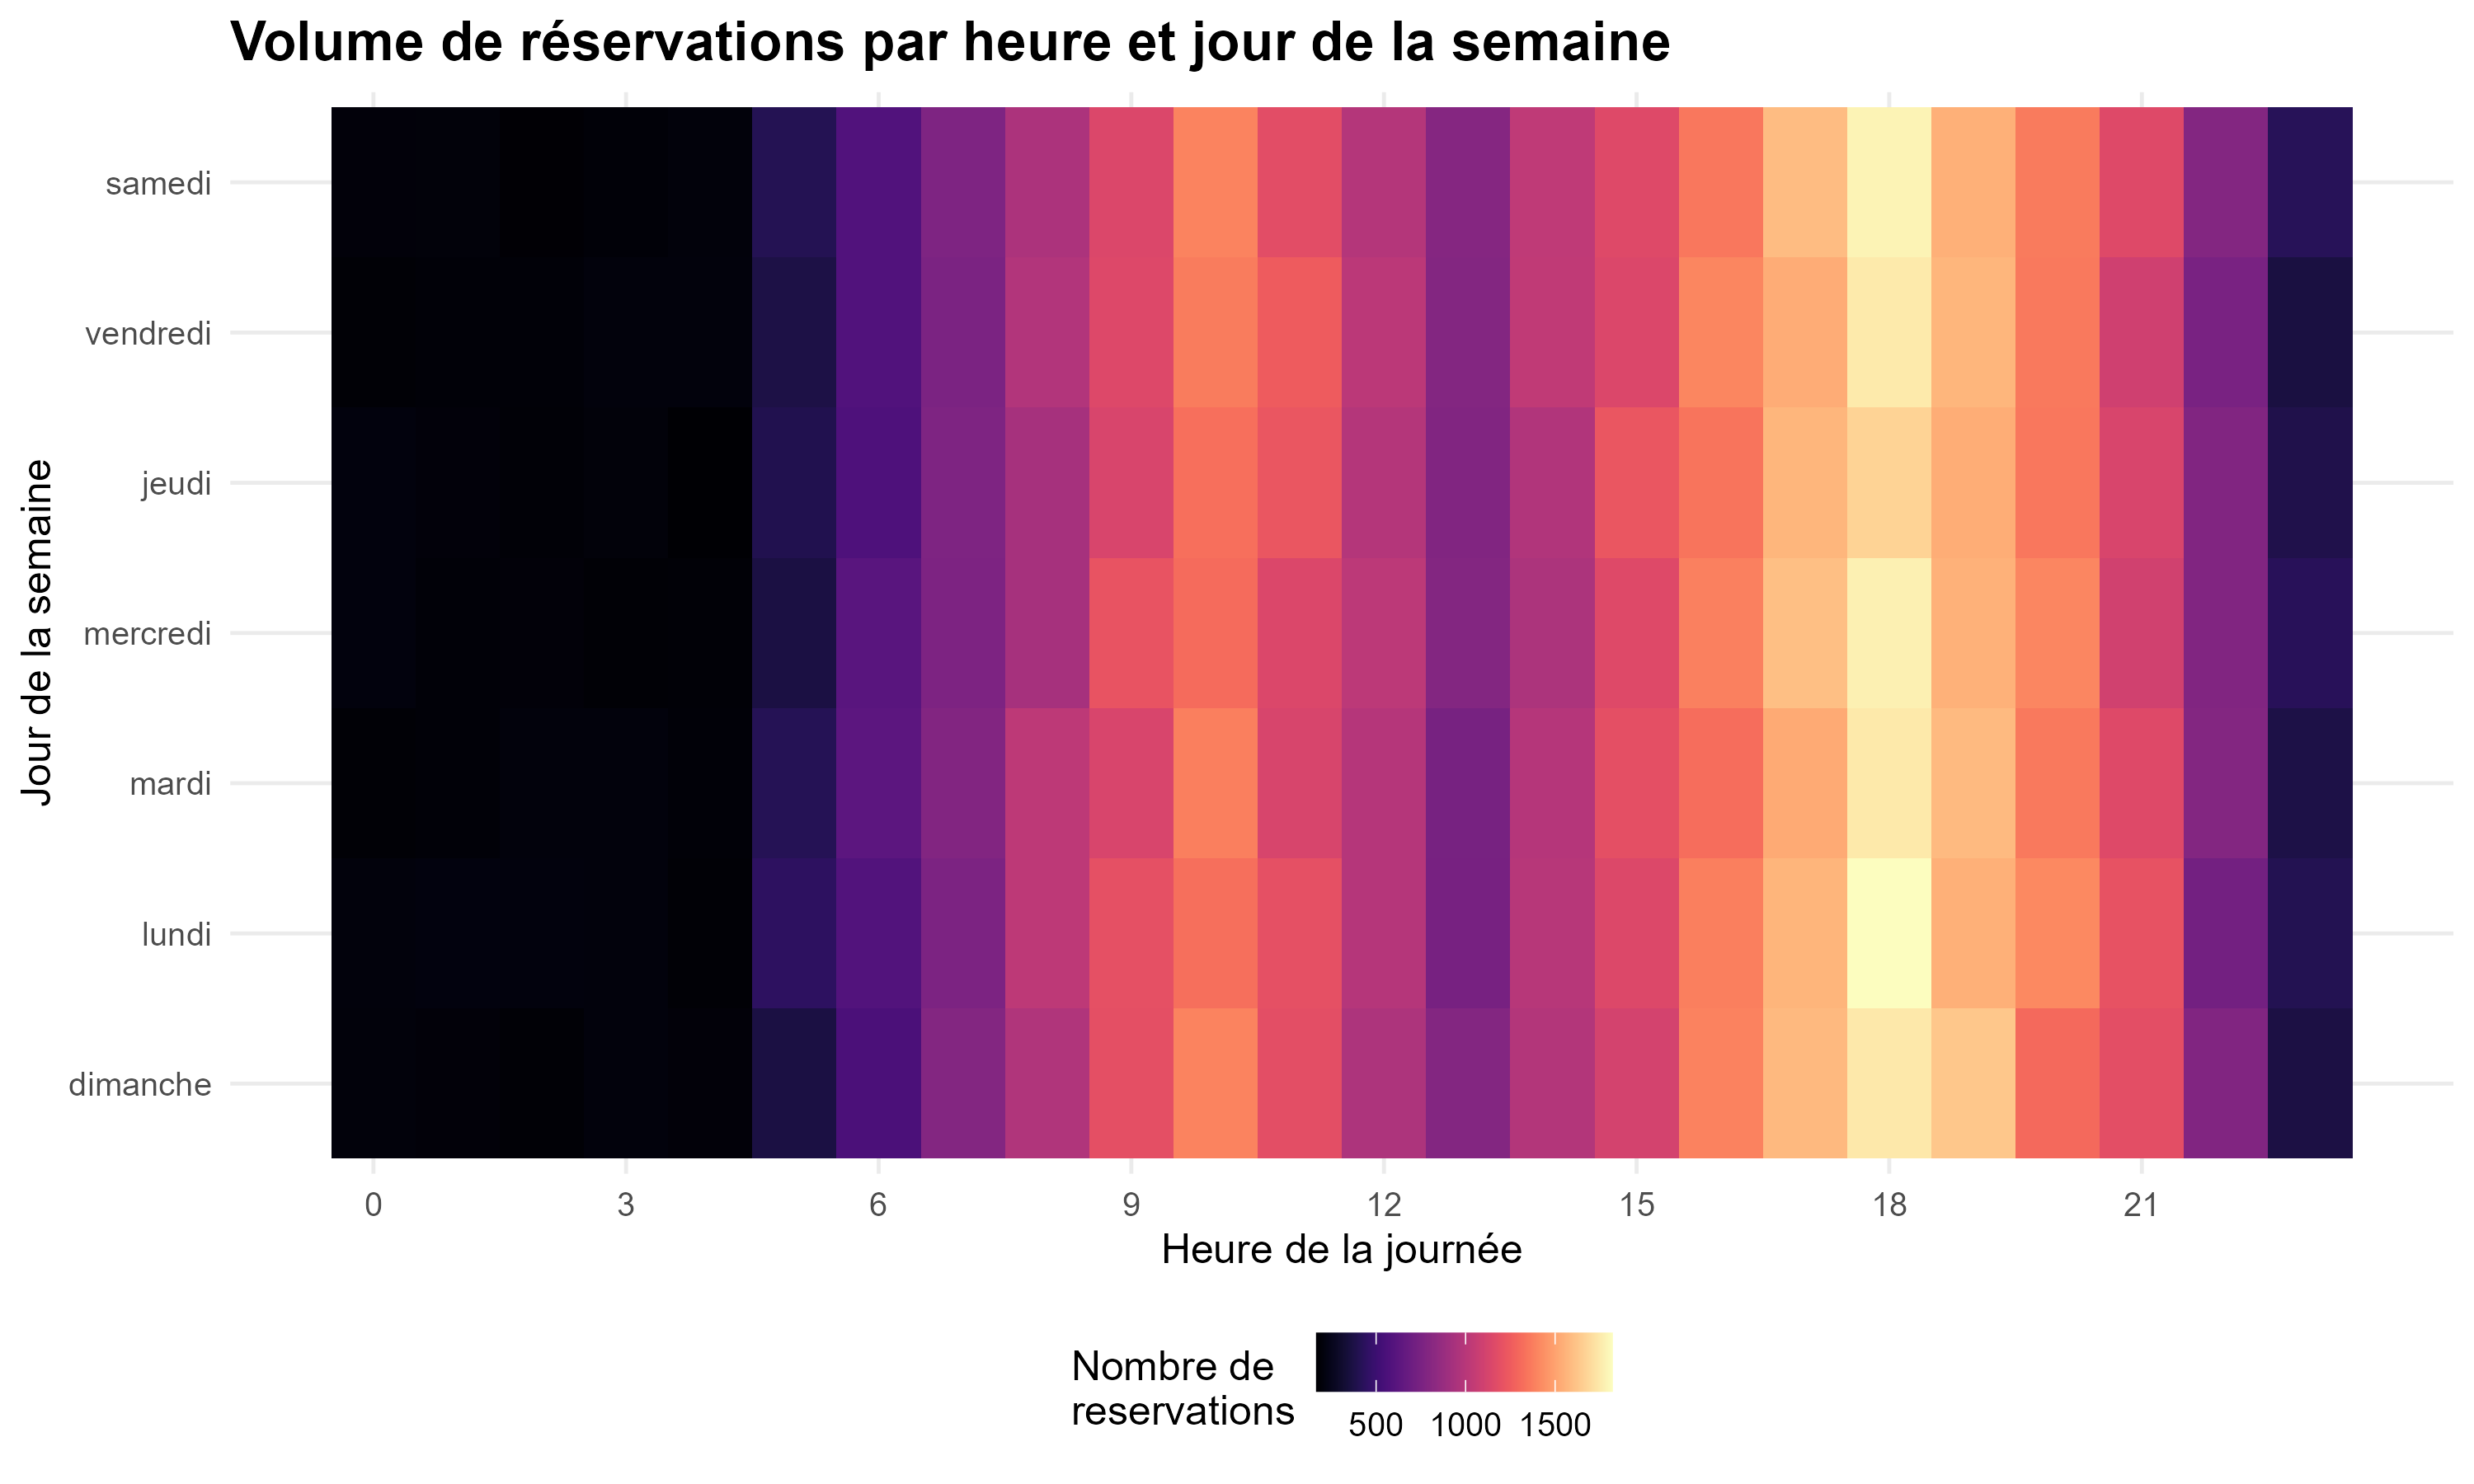 Volume de réservations par heure et jour de la semaine
Jour de la semaine
samedi
vendredi
jeudi
mercredi
mardi
lundi
dimanche
0 3 6 9 12 15 18 21
Heure de la journée
Nombre de
reservations
500 1000 1500